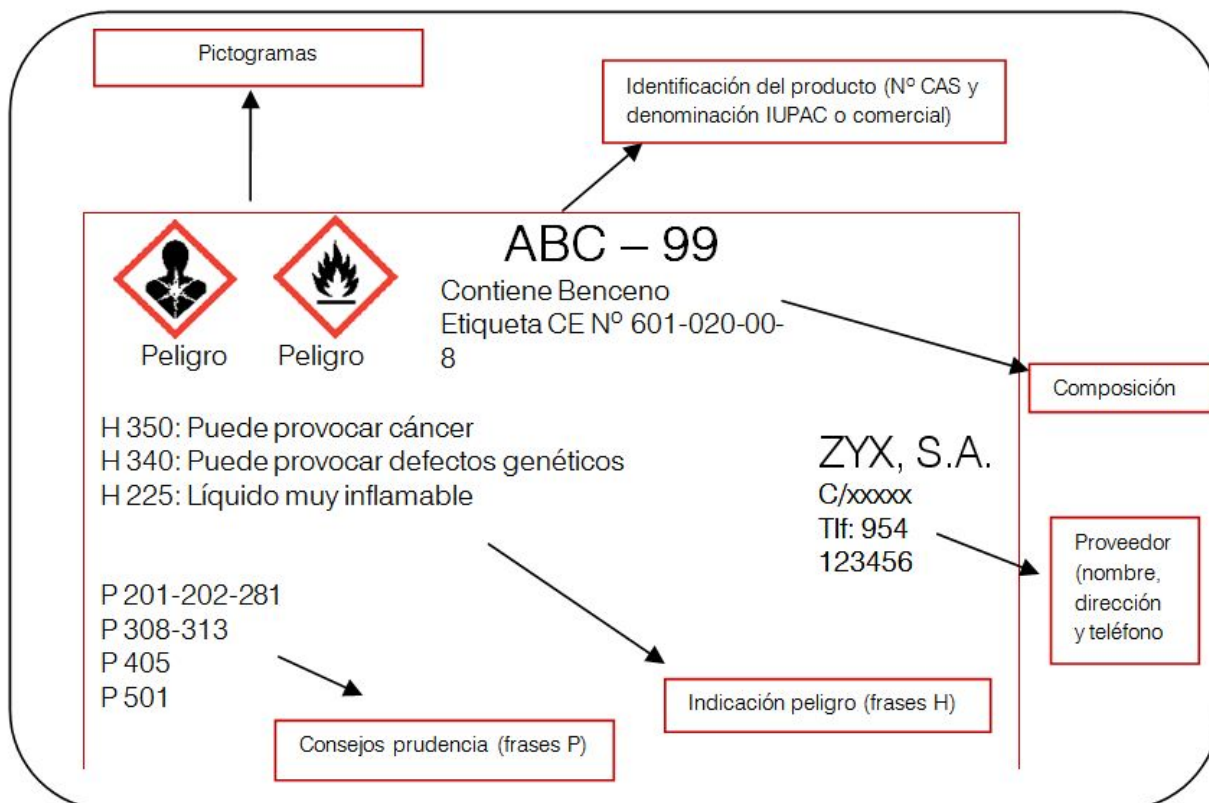 Pictogramas
Identificación del producto (Nº CAS y
denominación IUPAC o comercial)
ABC – 99
Contiene Benceno
Etiqueta CE Nº 601-020-00-
8
Peligro
Peligro
Composición
H 350: Puede provocar cáncer
H 340: Puede provocar defectos genéticos
H 225: Líquido muy inflamable
ZYX, S.A.
C/xxxxx
Tlf: 954
123456
Proveedor
(nombre,
dirección
y teléfono
P 201-202-281
P 308-313
P 405
P 501
Indicación peligro (frases H)
Consejos prudencia (frases P)